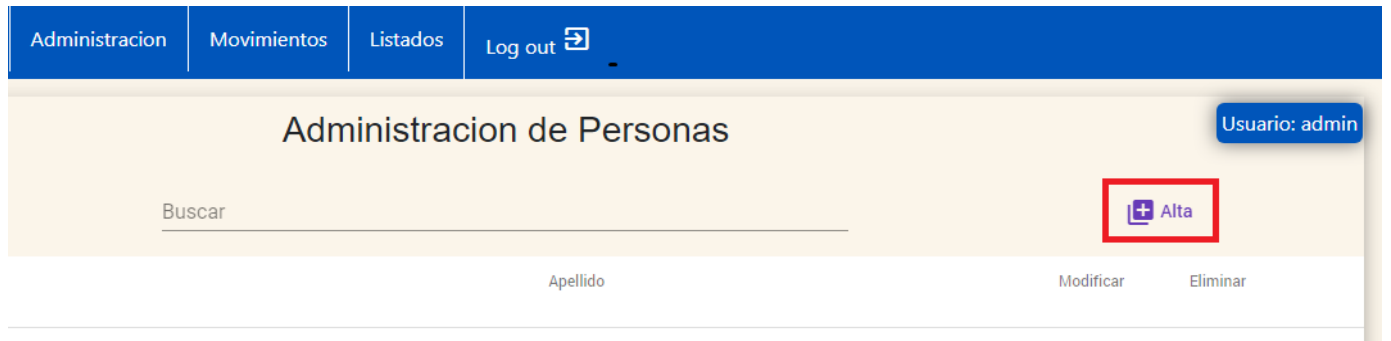 Administracion Movimientos Listados Log out
Administracion de Personas
Usuario: admin
Buscar
Alta
Apellido Modificar Eliminar